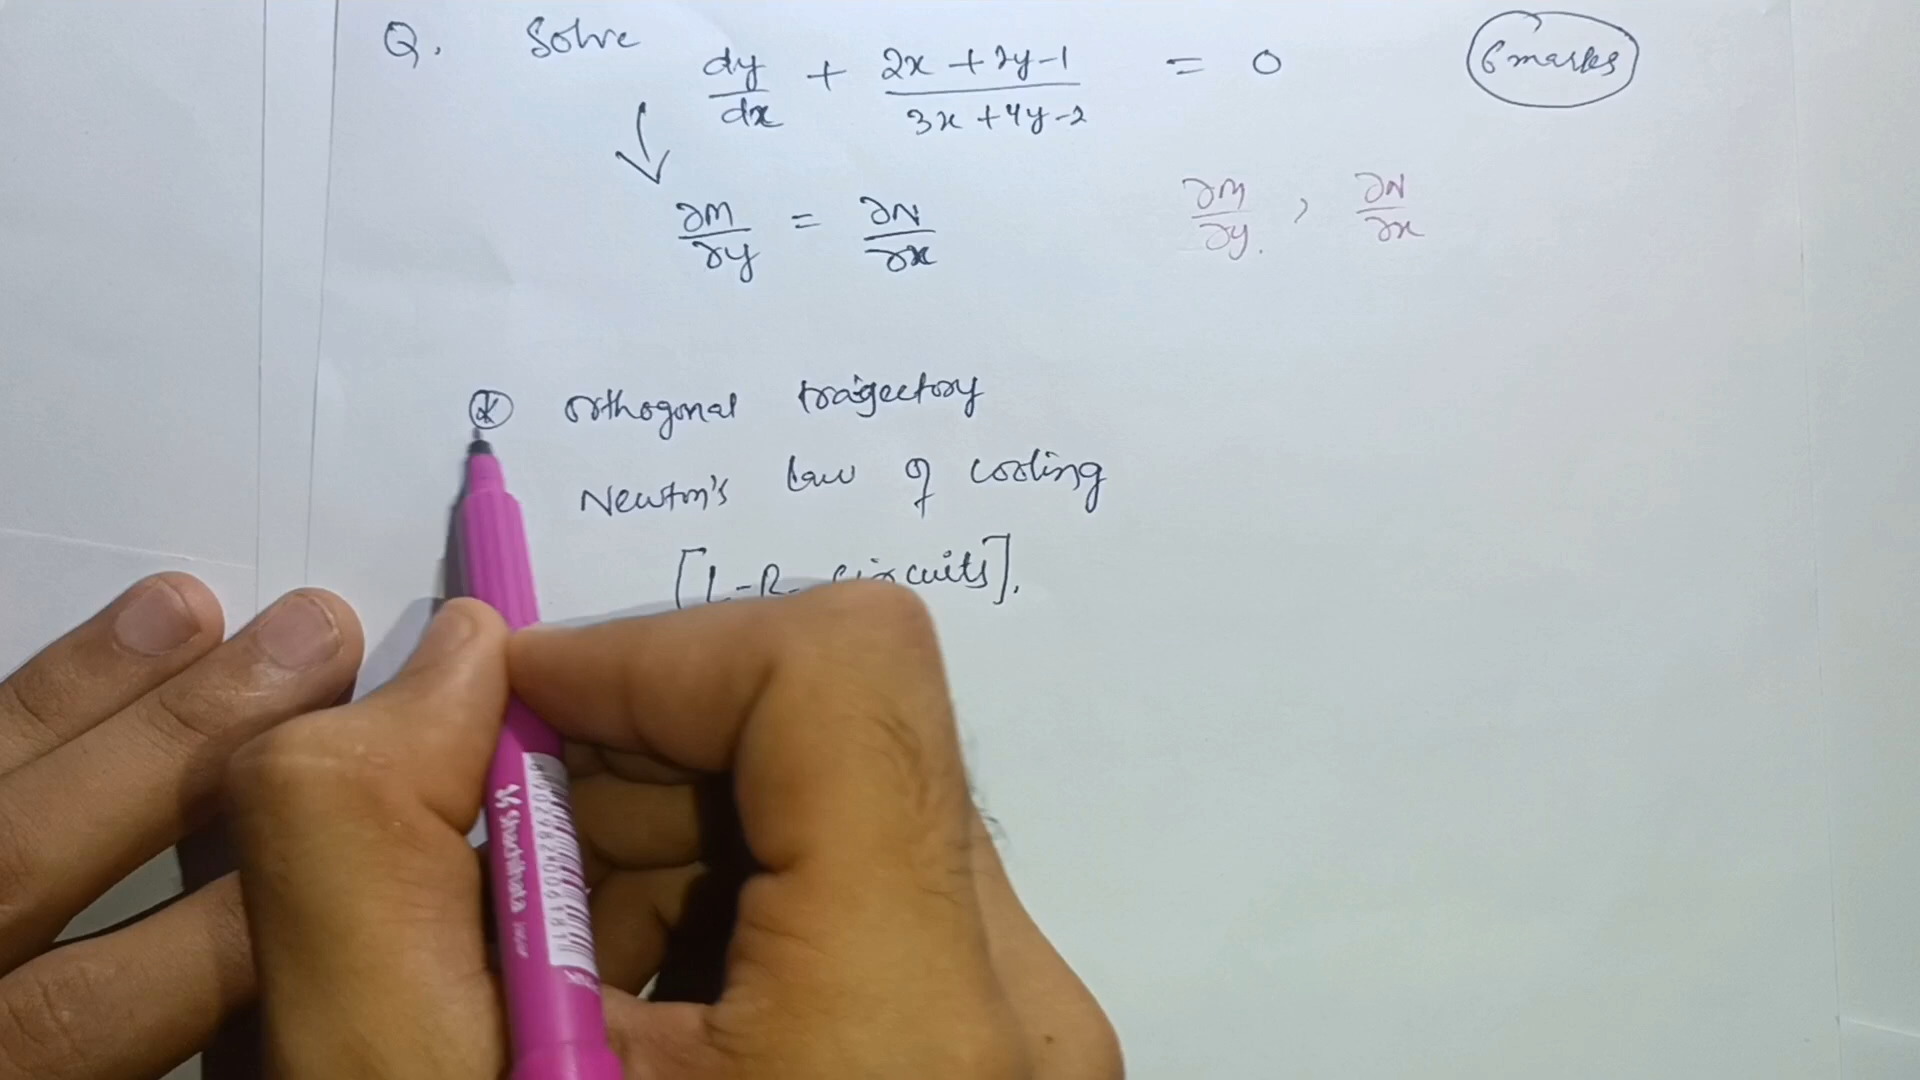 Q. Solve dy/dx + (2x + 2y - 1)/(3x + 4y - 2) = 0 6 marks
∂M/∂y = ∂N/∂x ∂M/∂y. , ∂N/∂x
orthogonal trajectory
Newton's law of cooling
[L-R circuits].
Shachihata